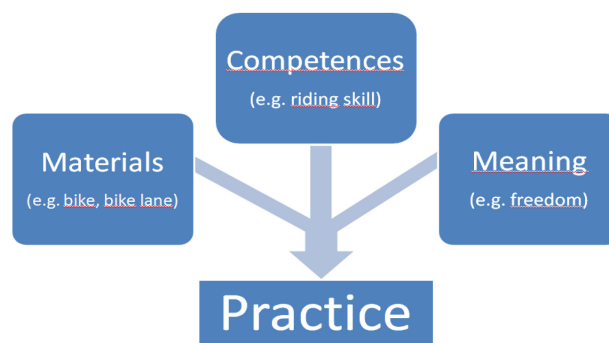 Competences
(e.g. riding skill)
Materials
(e.g. bike, bike lane)
Meaning
(e.g. freedom)
Practice